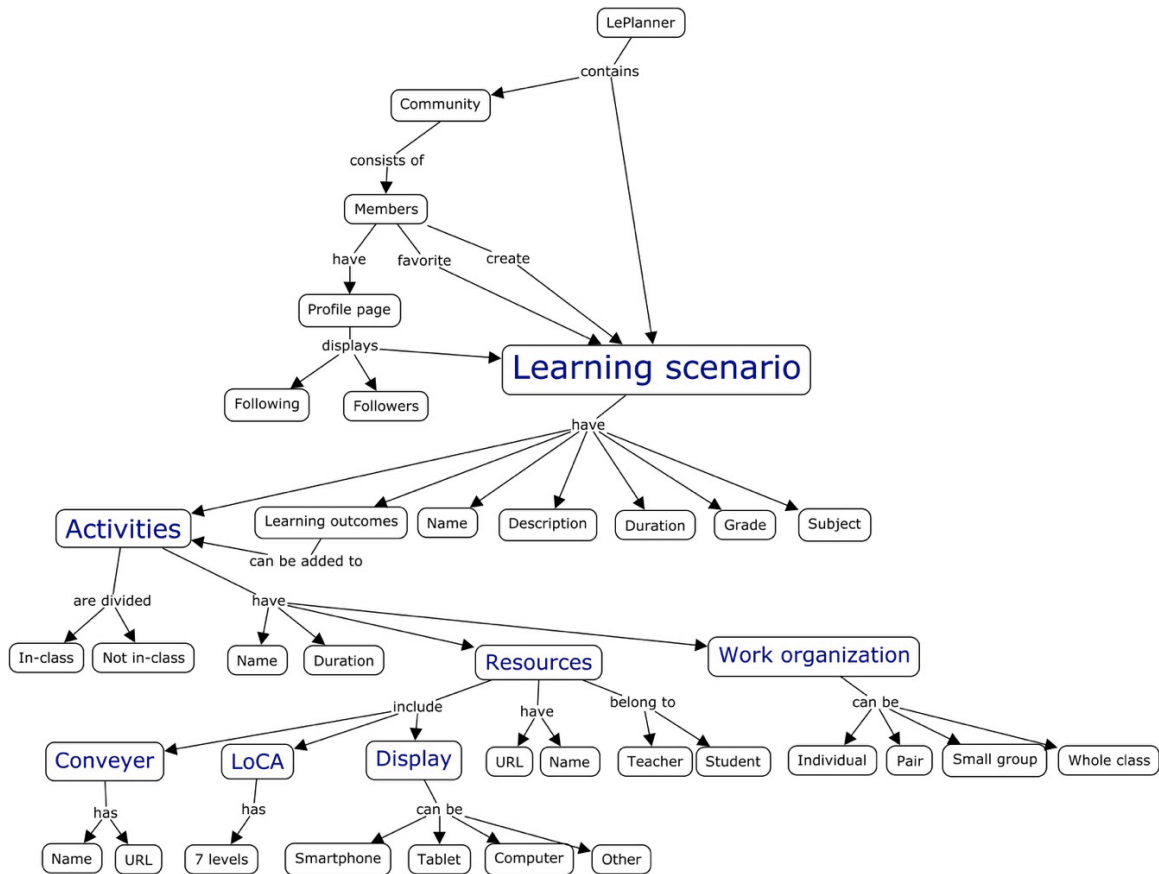 LePlanner
contains
Community
consists of
Members
have
favorite
create
Profile page
displays
Learning scenario
Following
Followers
have
Activities
Learning outcomes
Name
Description
Duration
Grade
Subject
can be added to
are divided
have
In-class
Not in-class
Name
Duration
Resources
Work organization
include
have
belong to
can be
Conveyer
LoCA
Display
URL
Name
Teacher
Student
Individual
Pair
Small group
Whole class
has
has
can be
Name
URL
7 levels
Smartphone
Tablet
Computer
Other